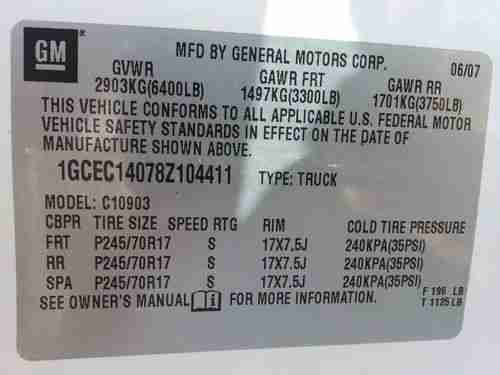 GM MFD BY GENERAL MOTORS CORP. 06/07
GVWR GAWR FRT GAWR RR
2903KG(6400LB) 1497KG(3300LB) 1701KG(3750LB)
THIS VEHICLE CONFORMS TO ALL APPLICABLE U.S. FEDERAL MOTOR
VEHICLE SAFETY STANDARDS IN EFFECT ON THE DATE OF
MANUFACTURE SHOWN ABOVE.
1GCEC14078Z104411 TYPE: TRUCK
MODEL: C10903
CBPR TIRE SIZE SPEED RTG RIM COLD TIRE PRESSURE
FRT P245/70R17 S 17X7.5J 240KPA(35PSI)
RR P245/70R17 S 17X7.5J 240KPA(35PSI)
SPA P245/70R17 S 17X7.5J 240KPA(35PSI)
SEE OWNER'S MANUAL FOR MORE INFORMATION.
F 196 LB
T 1125 LB